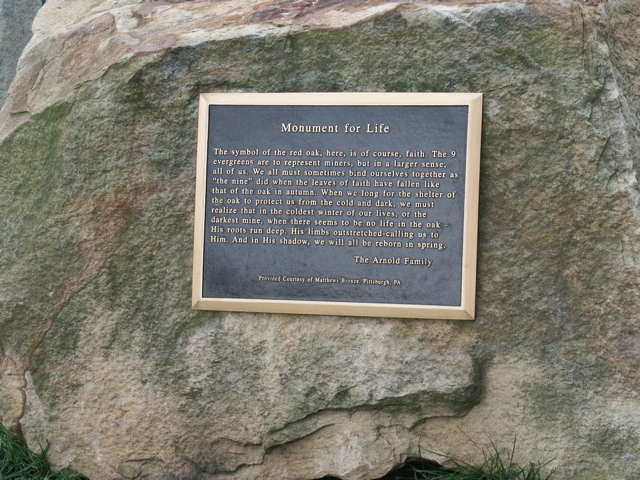 Monument for Life
The symbol of the red oak, here, is of course, faith. The 9
evergreens are to represent miners, but in a larger sense,
all of us. We all must sometimes bind ourselves together as
"the nine" did when the leaves of faith have fallen like
that of the oak in autumn. When we long for the shelter of
the oak to protect us from the cold and dark, we must
realize that in the coldest winter of our lives, or the
darkest mine, when there seems to be no life in the oak -
His roots run deep. His limbs outstretched-calling us to
Him. And in His shadow, we will all be reborn in spring.
The Arnold Family
Provided Courtesy of Matthews Bronze, Pittsburgh, PA